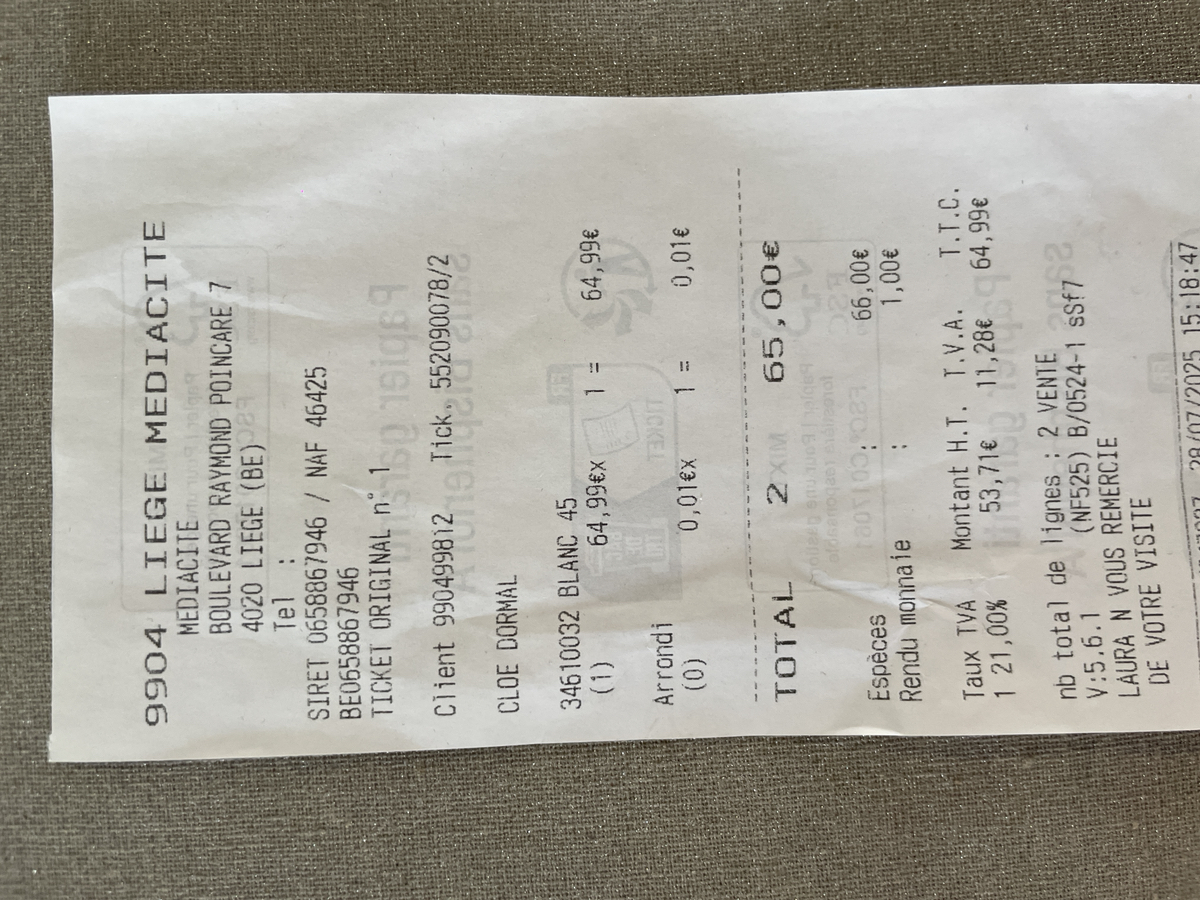 9904 LIEGE MEDIACITE
MEDIACITE
BOULEVARD RAYMOND POINCARE 7
4020 LIEGE (BE)
Tel :
SIRET 0658867946 / NAF 46425
BE0658867946
TICKET ORIGINAL n° 1
Client 990499812 Tick. 552090078/2
CLOE DORMAL
34610032 BLANC 45
(1) 64,99€x 1 = 64,99€
Arrondi
(0) 0,01€x 1 = 0,01€
TOTAL 2 65,00€
Espèces : 66,00€
Rendu monnaie : 1,00€
Taux TVA Montant H.T. T.V.A. T.T.C.
1 21,00% 53,71€ 11,28€ 64,99€
nb total de lignes : 2 VENTE
V:5.6.1 (NF525) B/0524-1 sSf7
LAURA N VOUS REMERCIE
DE VOTRE VISITE
28/07/2025 15:18:47